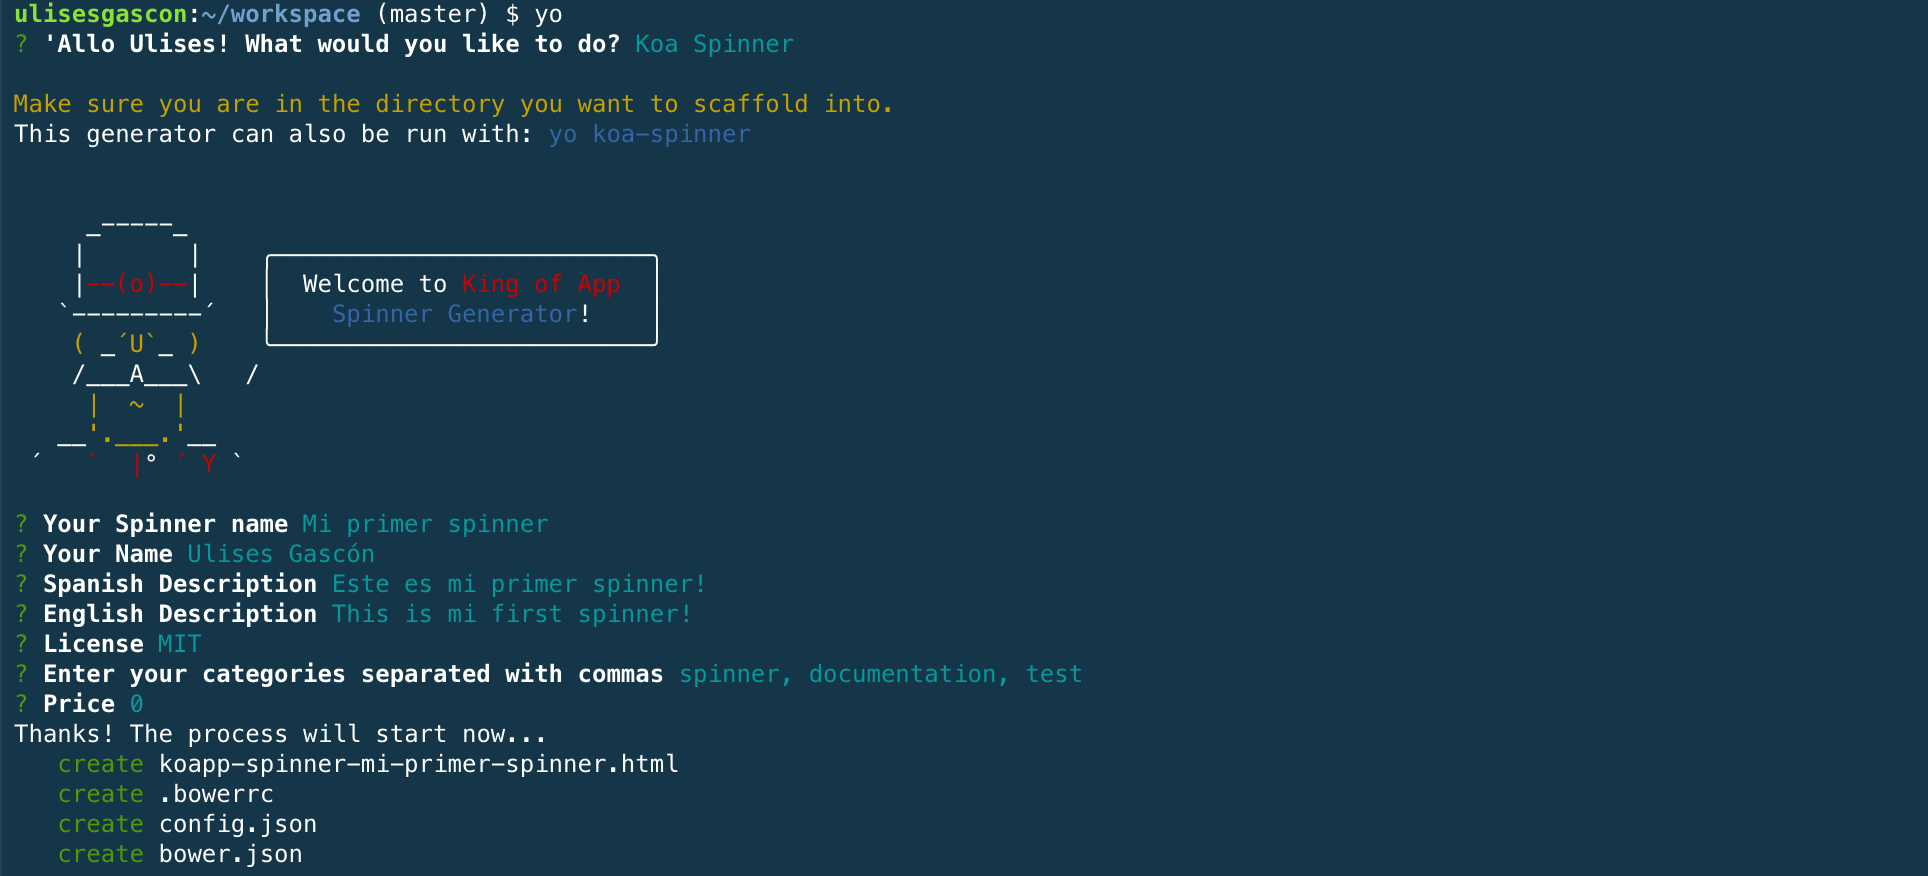 ulisesgascon:~/workspace (master) $ yo
? 'Allo Ulises! What would you like to do? Koa Spinner
Make sure you are in the directory you want to scaffold into.
This generator can also be run with: yo koa-spinner
     _-----_
    |       |
    |--(o)--|      Welcome to King of App
   `---------´       Spinner Generator!
    ( _´U`_ )
    /___A___\   /
     |  ~  |
   __'.___.'__
 ´   `  |° ´ Y `
? Your Spinner name Mi primer spinner
? Your Name Ulises Gascón
? Spanish Description Este es mi primer spinner!
? English Description This is mi first spinner!
? License MIT
? Enter your categories separated with commas spinner, documentation, test
? Price 0
Thanks! The process will start now...
   create koapp-spinner-mi-primer-spinner.html
   create .bowerrc
   create config.json
   create bower.json